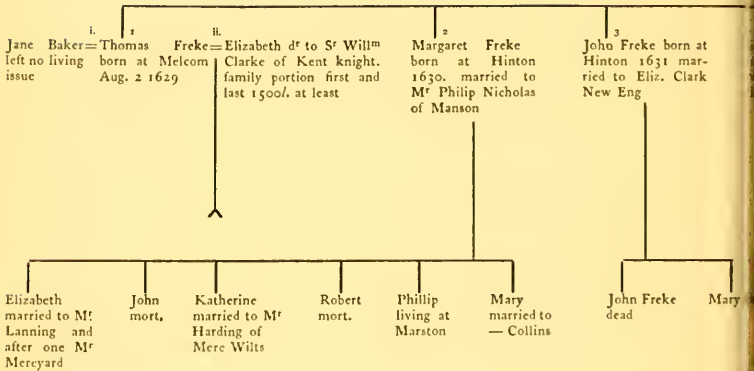 i.
1
ii.
2
3
Jane Baker=Thomas Freke=Elizabeth dʳ to Sʳ Willᵐ
left no living born at Melcom Clarke of Kent knight.
issue Aug. 2 1629 family portion first and
last 1500l. at least
Margaret Freke
born at Hinton
1630. married to
Mʳ Philip Nicholas
of Manson
John Freke born at
Hinton 1631 mar-
ried to Eliz. Clark
New Eng
Elizabeth
married to Mʳ
Lanning and
after one Mʳ
Mereyard
John
mort.
Katherine
married to Mʳ
Harding of
Mere Wilts
Robert
mort.
Phillip
living at
Marston
Mary
married to
— Collins
John Freke
dead
Mary